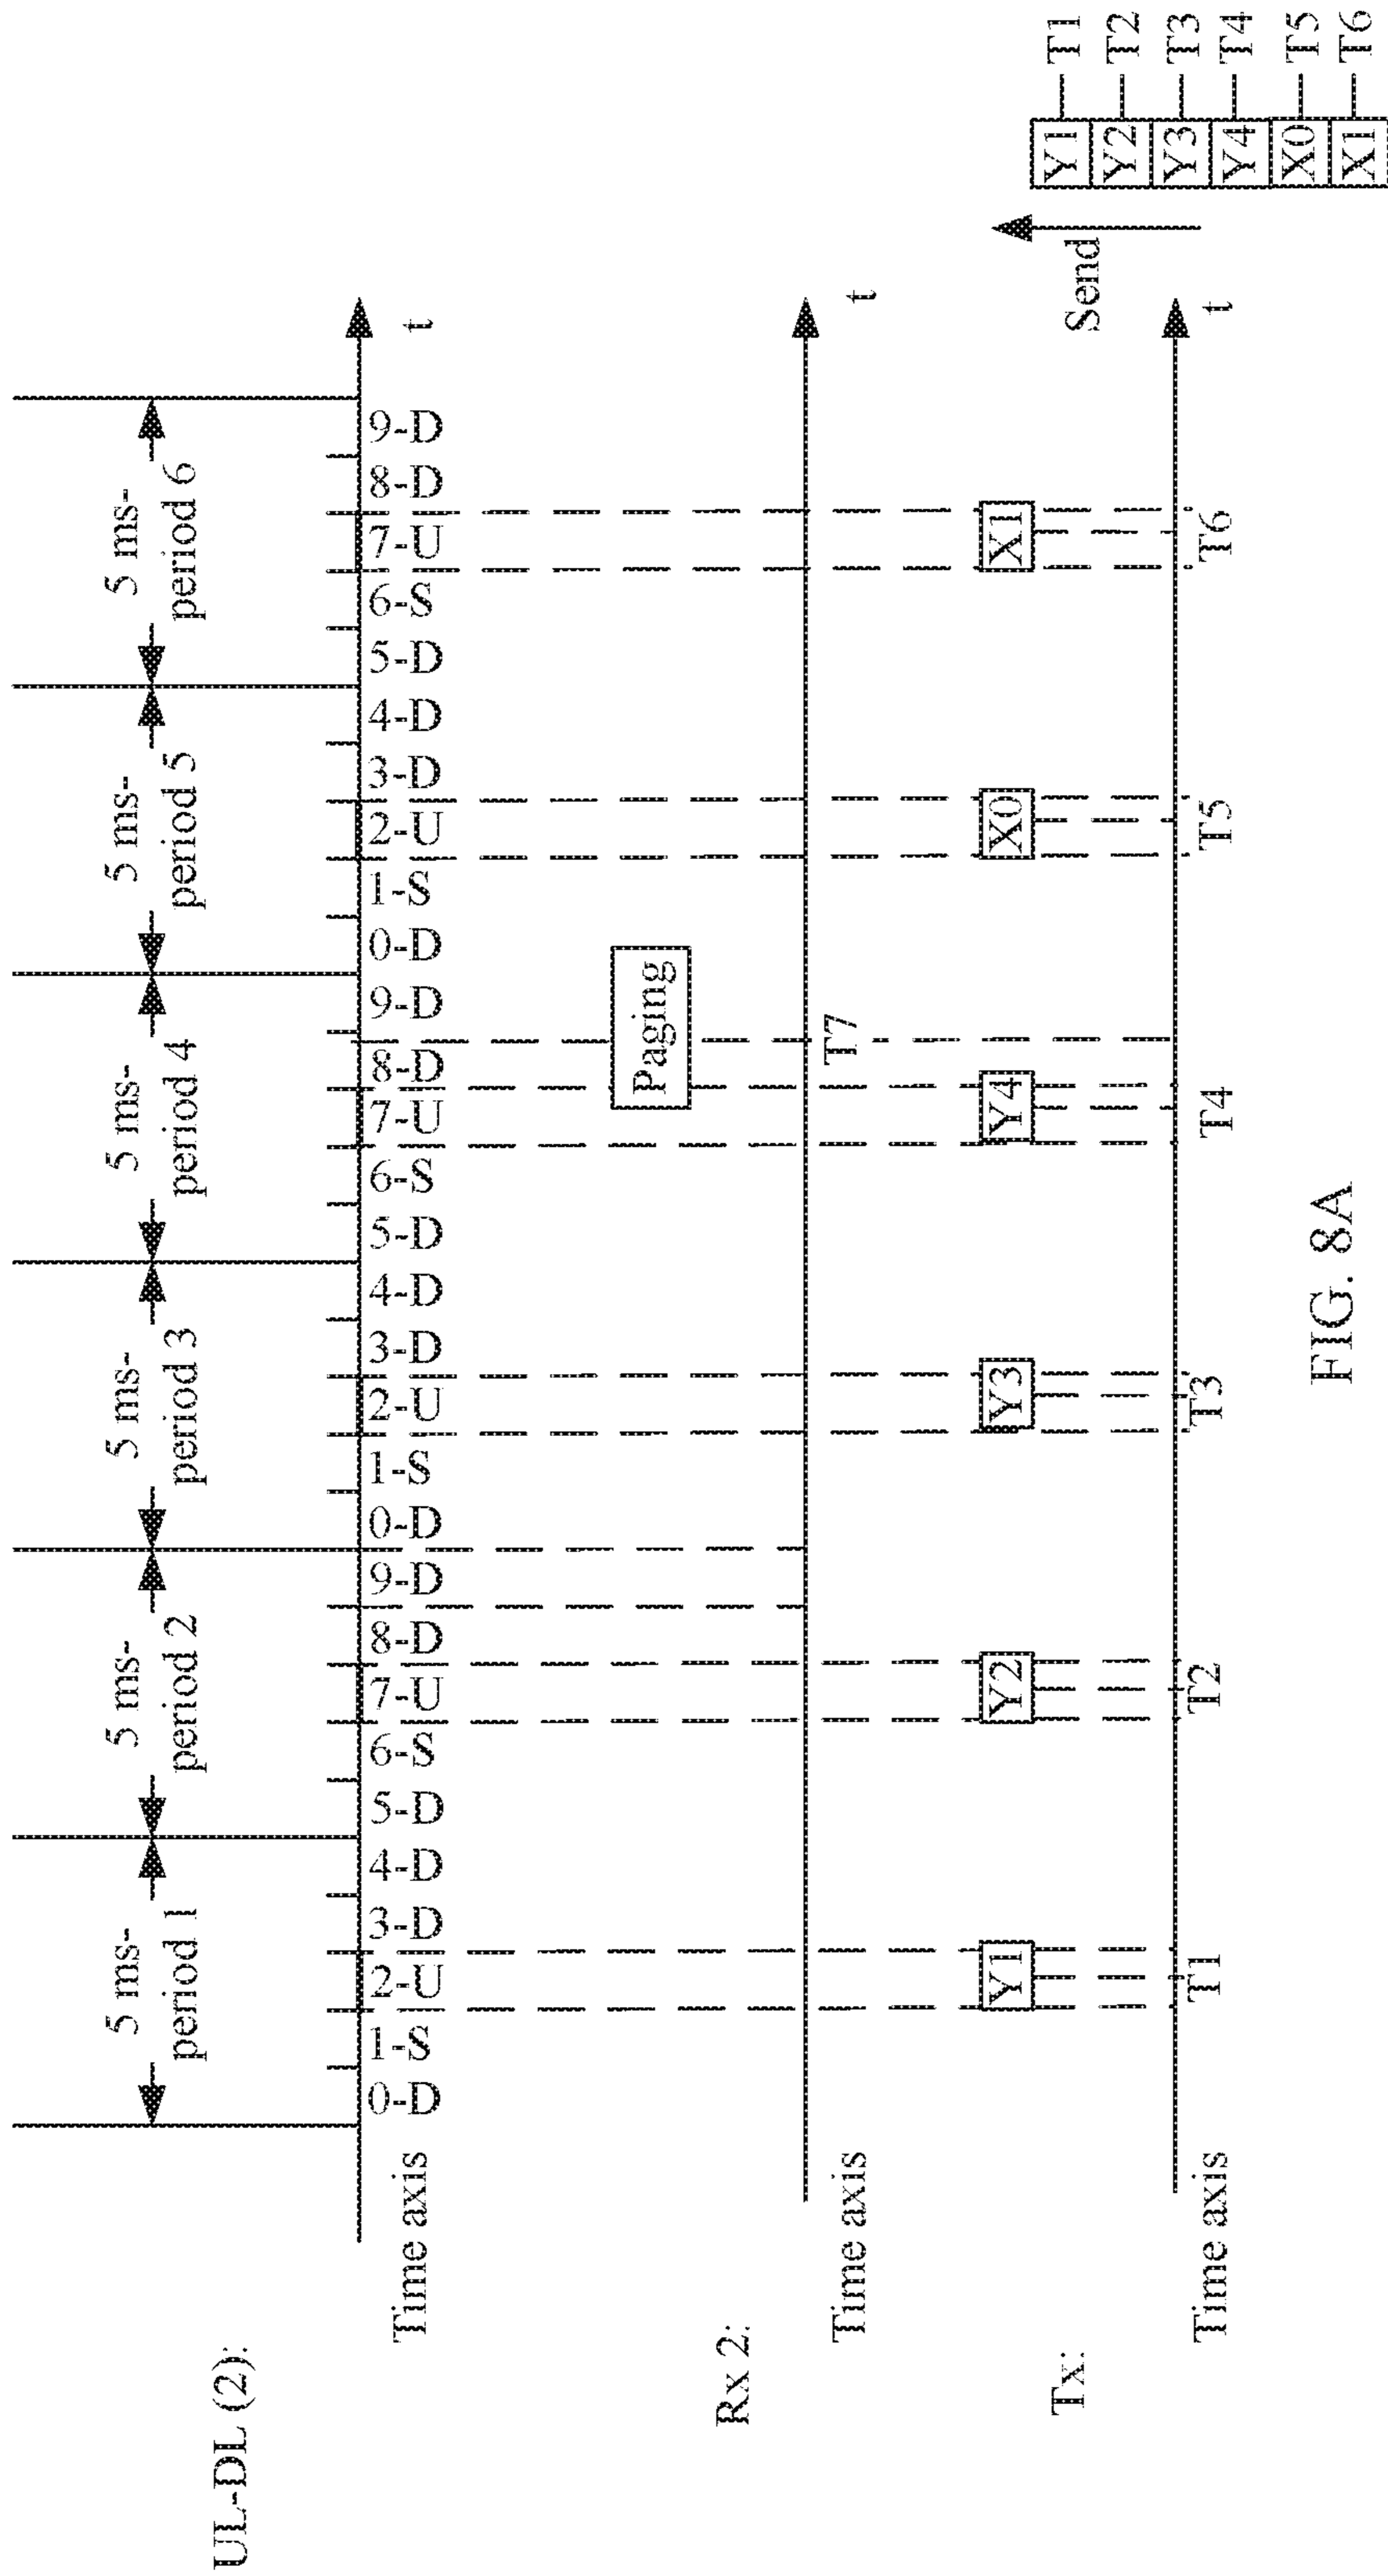 UL-DL (2):
5 ms-
period 1
5 ms-
period 2
5 ms-
period 3
5 ms-
period 4
5 ms-
period 5
5 ms-
period 6
0-D 1-S 2-U 3-D 4-D 5-D 6-S 7-U 8-D 9-D 0-D 1-S 2-U 3-D 4-D 5-D 6-S 7-U 8-D 9-D 0-D 1-S 2-U 3-D 4-D 5-D 6-S 7-U 8-D 9-D
Time axis
t
Rx 2:
Paging
T7
Time axis
t
Tx:
Y1 Y2 Y3 Y4 X0 X1
T1 T2 T3 T4 T5 T6
Time axis
t
Send
Y1 T1
Y2 T2
Y3 T3
Y4 T4
X0 T5
X1 T6
FIG. 8A